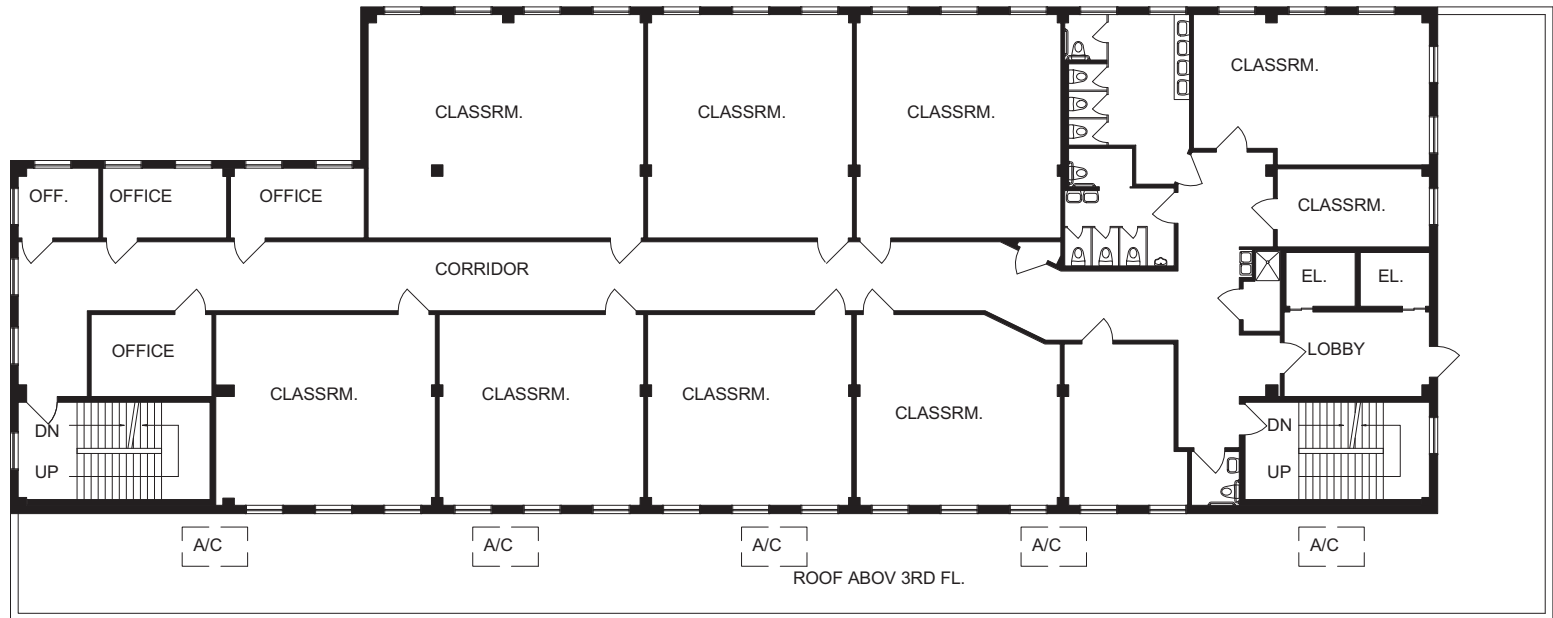 CLASSRM.
CLASSRM.
CLASSRM.
CLASSRM.
OFF.
OFFICE
OFFICE
CLASSRM.
CORRIDOR
EL.
EL.
OFFICE
LOBBY
CLASSRM.
CLASSRM.
CLASSRM.
CLASSRM.
DN
UP
DN
UP
A/C
A/C
A/C
A/C
A/C
ROOF ABOV 3RD FL.